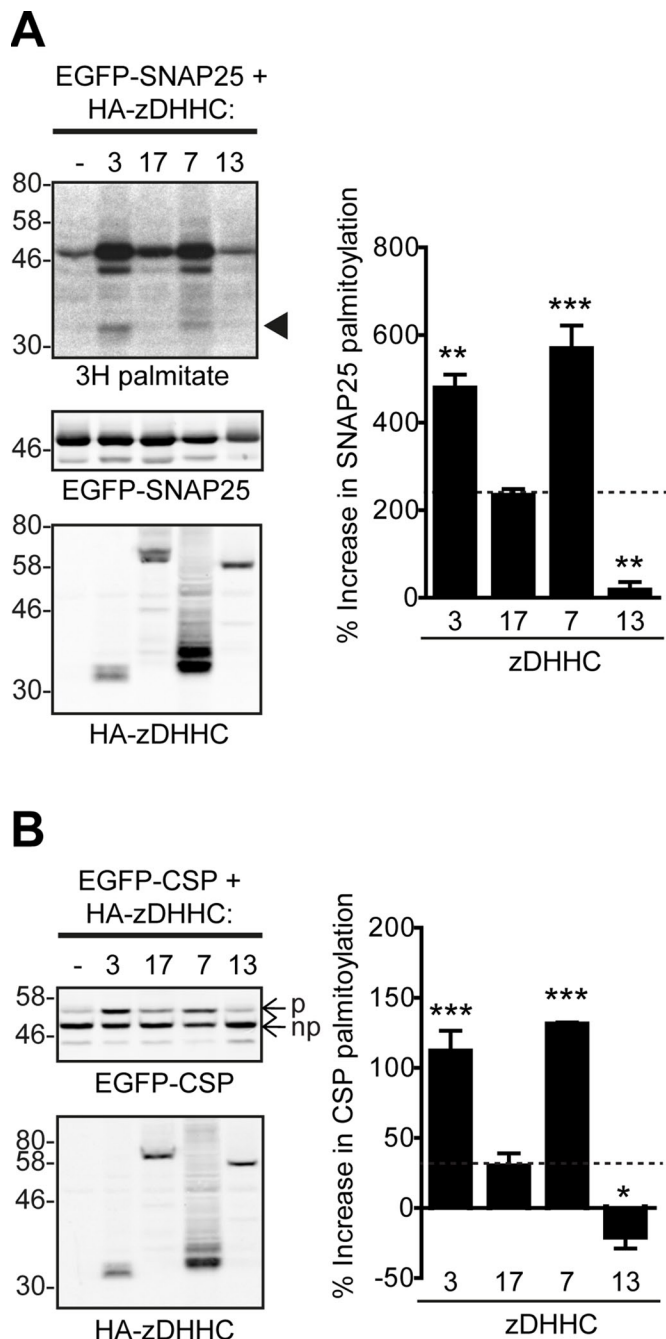 A
EGFP-SNAP25 +
HA-zDHHC:
- 3 17 7 13
80-
58-
46-
30-
3H palmitate
46-
EGFP-SNAP25
80-
58-
46-
30-
HA-zDHHC
% Increase in SNAP25 palmitoylation
800
600
400
200
0
** *** **
3 17 7 13
zDHHC
B
EGFP-CSP +
HA-zDHHC:
- 3 17 7 13
58-
46-
p
np
EGFP-CSP
80-
58-
46-
30-
HA-zDHHC
% Increase in CSP palmitoylation
200
150
100
50
0
-50
*** *** *
3 17 7 13
zDHHC